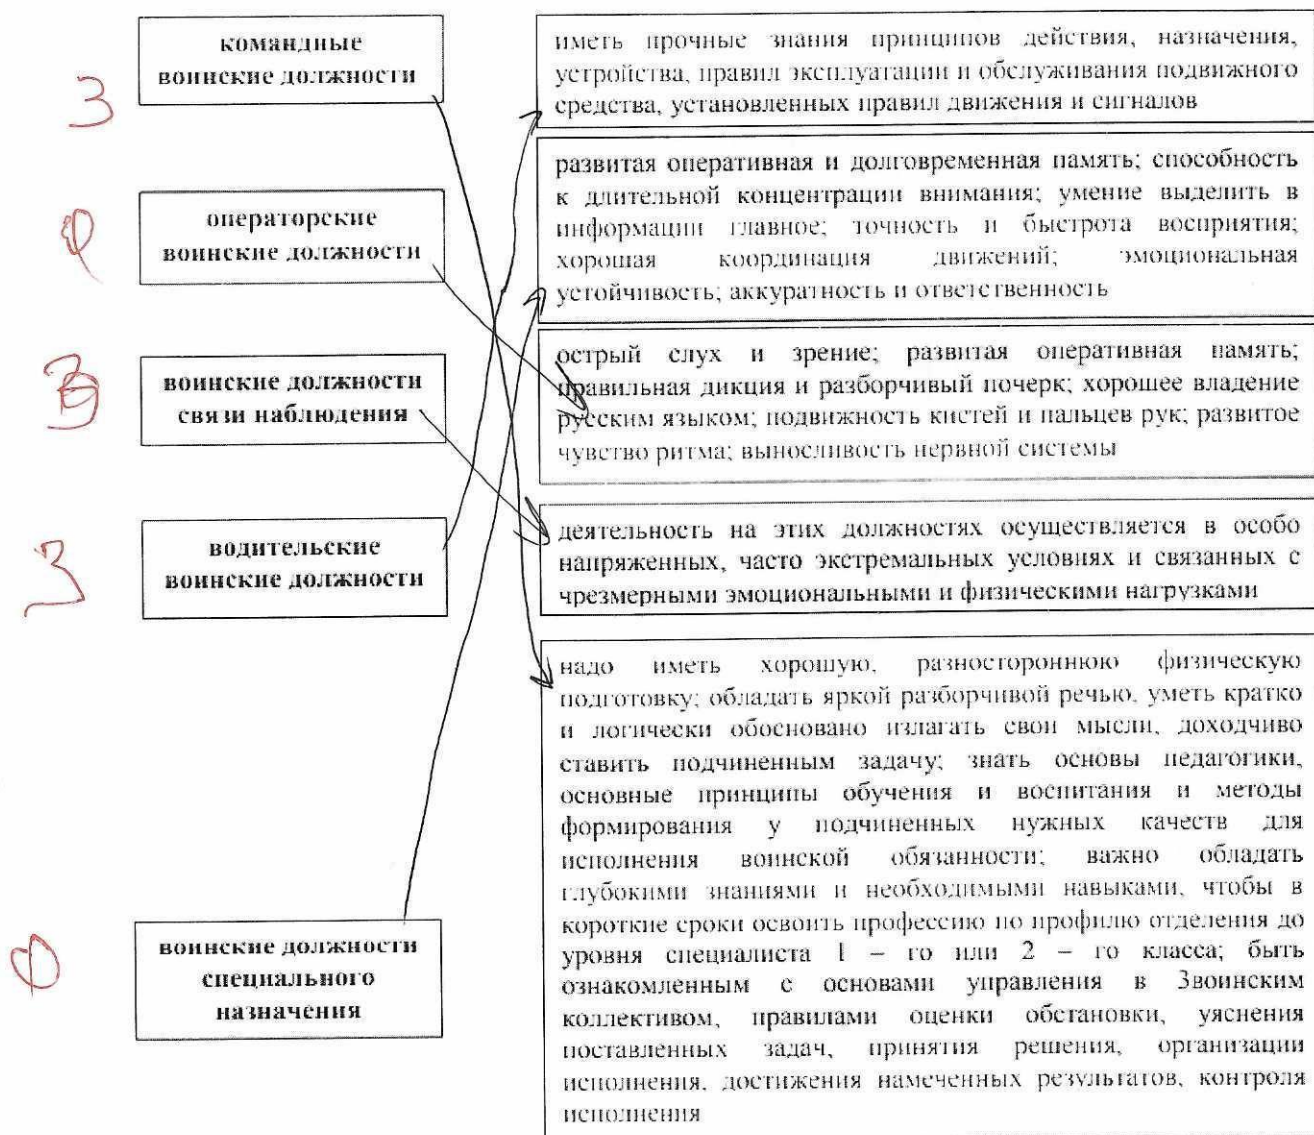 командные
воинские должности
операторские
воинские должности
воинские должности
связи наблюдения
водительские
воинские должности
воинские должности
специального
назначения
иметь прочные знания принципов действия, назначения,
устройства, правил эксплуатации и обслуживания подвижного
средства, установленных правил движения и сигналов
развитая оперативная и долговременная память; способность
к длительной концентрации внимания; умение выделить в
информации главное; точность и быстрота восприятия;
хорошая координация движений; эмоциональная
устойчивость; аккуратность и ответственность
острый слух и зрение; развитая оперативная память;
правильная дикция и разборчивый почерк; хорошее владение
русским языком; подвижность кистей и пальцев рук; развитое
чувство ритма; выносливость нервной системы
деятельность на этих должностях осуществляется в особо
напряженных, часто экстремальных условиях и связанных с
чрезмерными эмоциональными и физическими нагрузками
надо иметь хорошую, разностороннюю физическую
подготовку; обладать яркой разборчивой речью, уметь кратко
и логически обосновано излагать свои мысли, доходчиво
ставить подчиненным задачу; знать основы педагогики,
основные принципы обучения и воспитания и методы
формирования у подчиненных нужных качеств для
исполнения воинской обязанности; важно обладать
глубокими знаниями и необходимыми навыками, чтобы в
короткие сроки освоить профессию по профилю отделения до
уровня специалиста 1 – го или 2 – го класса; быть
ознакомленным с основами управления в 3воинским
коллективом, правилами оценки обстановки, уяснения
поставленных задач, принятия решения, организации
исполнения, достижения намеченных результатов, контроля
исполнения